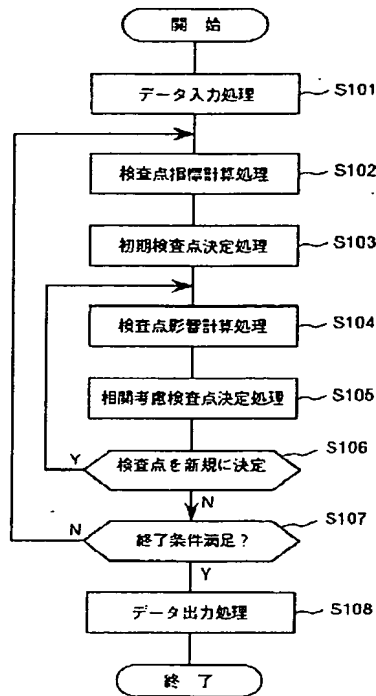 開 始
データ入力処理
S101
検査点指標計算処理
S102
初期検査点決定処理
S103
検査点影響計算処理
S104
相関考慮検査点決定処理
S105
検査点を新規に決定
S106
Y
N
終了条件満足?
S107
N
Y
データ出力処理
S108
終 了